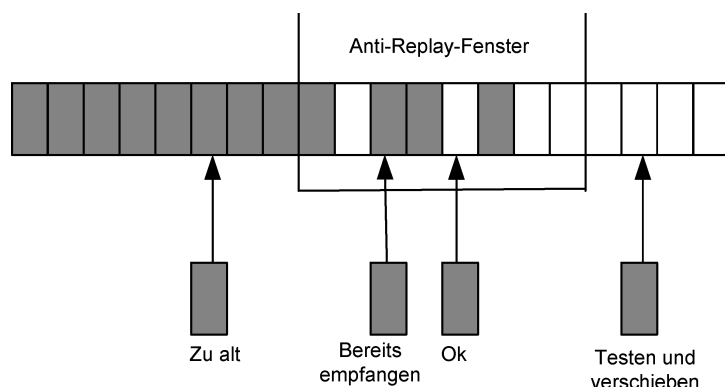 Anti-Replay-Fenster
Zu alt
Bereits
empfangen
Ok
Testen und
verschieben